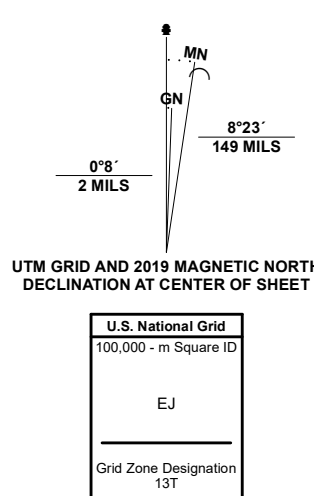 MN
GN
8°23´
149 MILS
0°8´
2 MILS
UTM GRID AND 2019 MAGNETIC NORTH
DECLINATION AT CENTER OF SHEET
U.S. National Grid
100,000 - m Square ID
EJ
Grid Zone Designation
13T